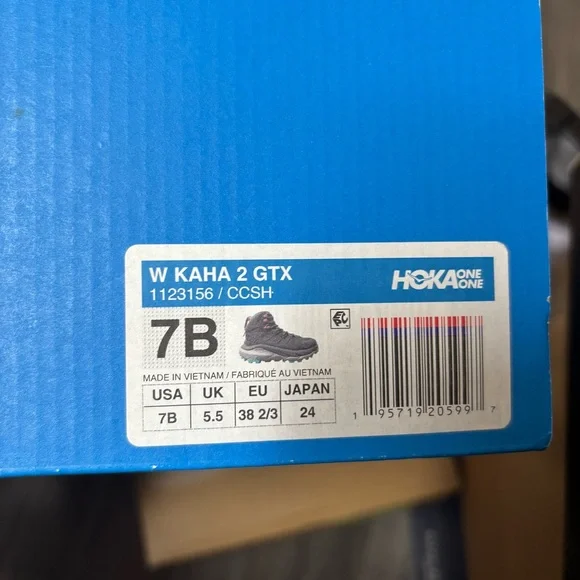 W KAHA 2 GTX
1123156 / CCSH
HOKA ONE ONE
7B
MADE IN VIETNAM / FABRIQUÉ AU VIETNAM
USA UK EU JAPAN
7B 5.5 38 2/3 24
1 95719 20599 7